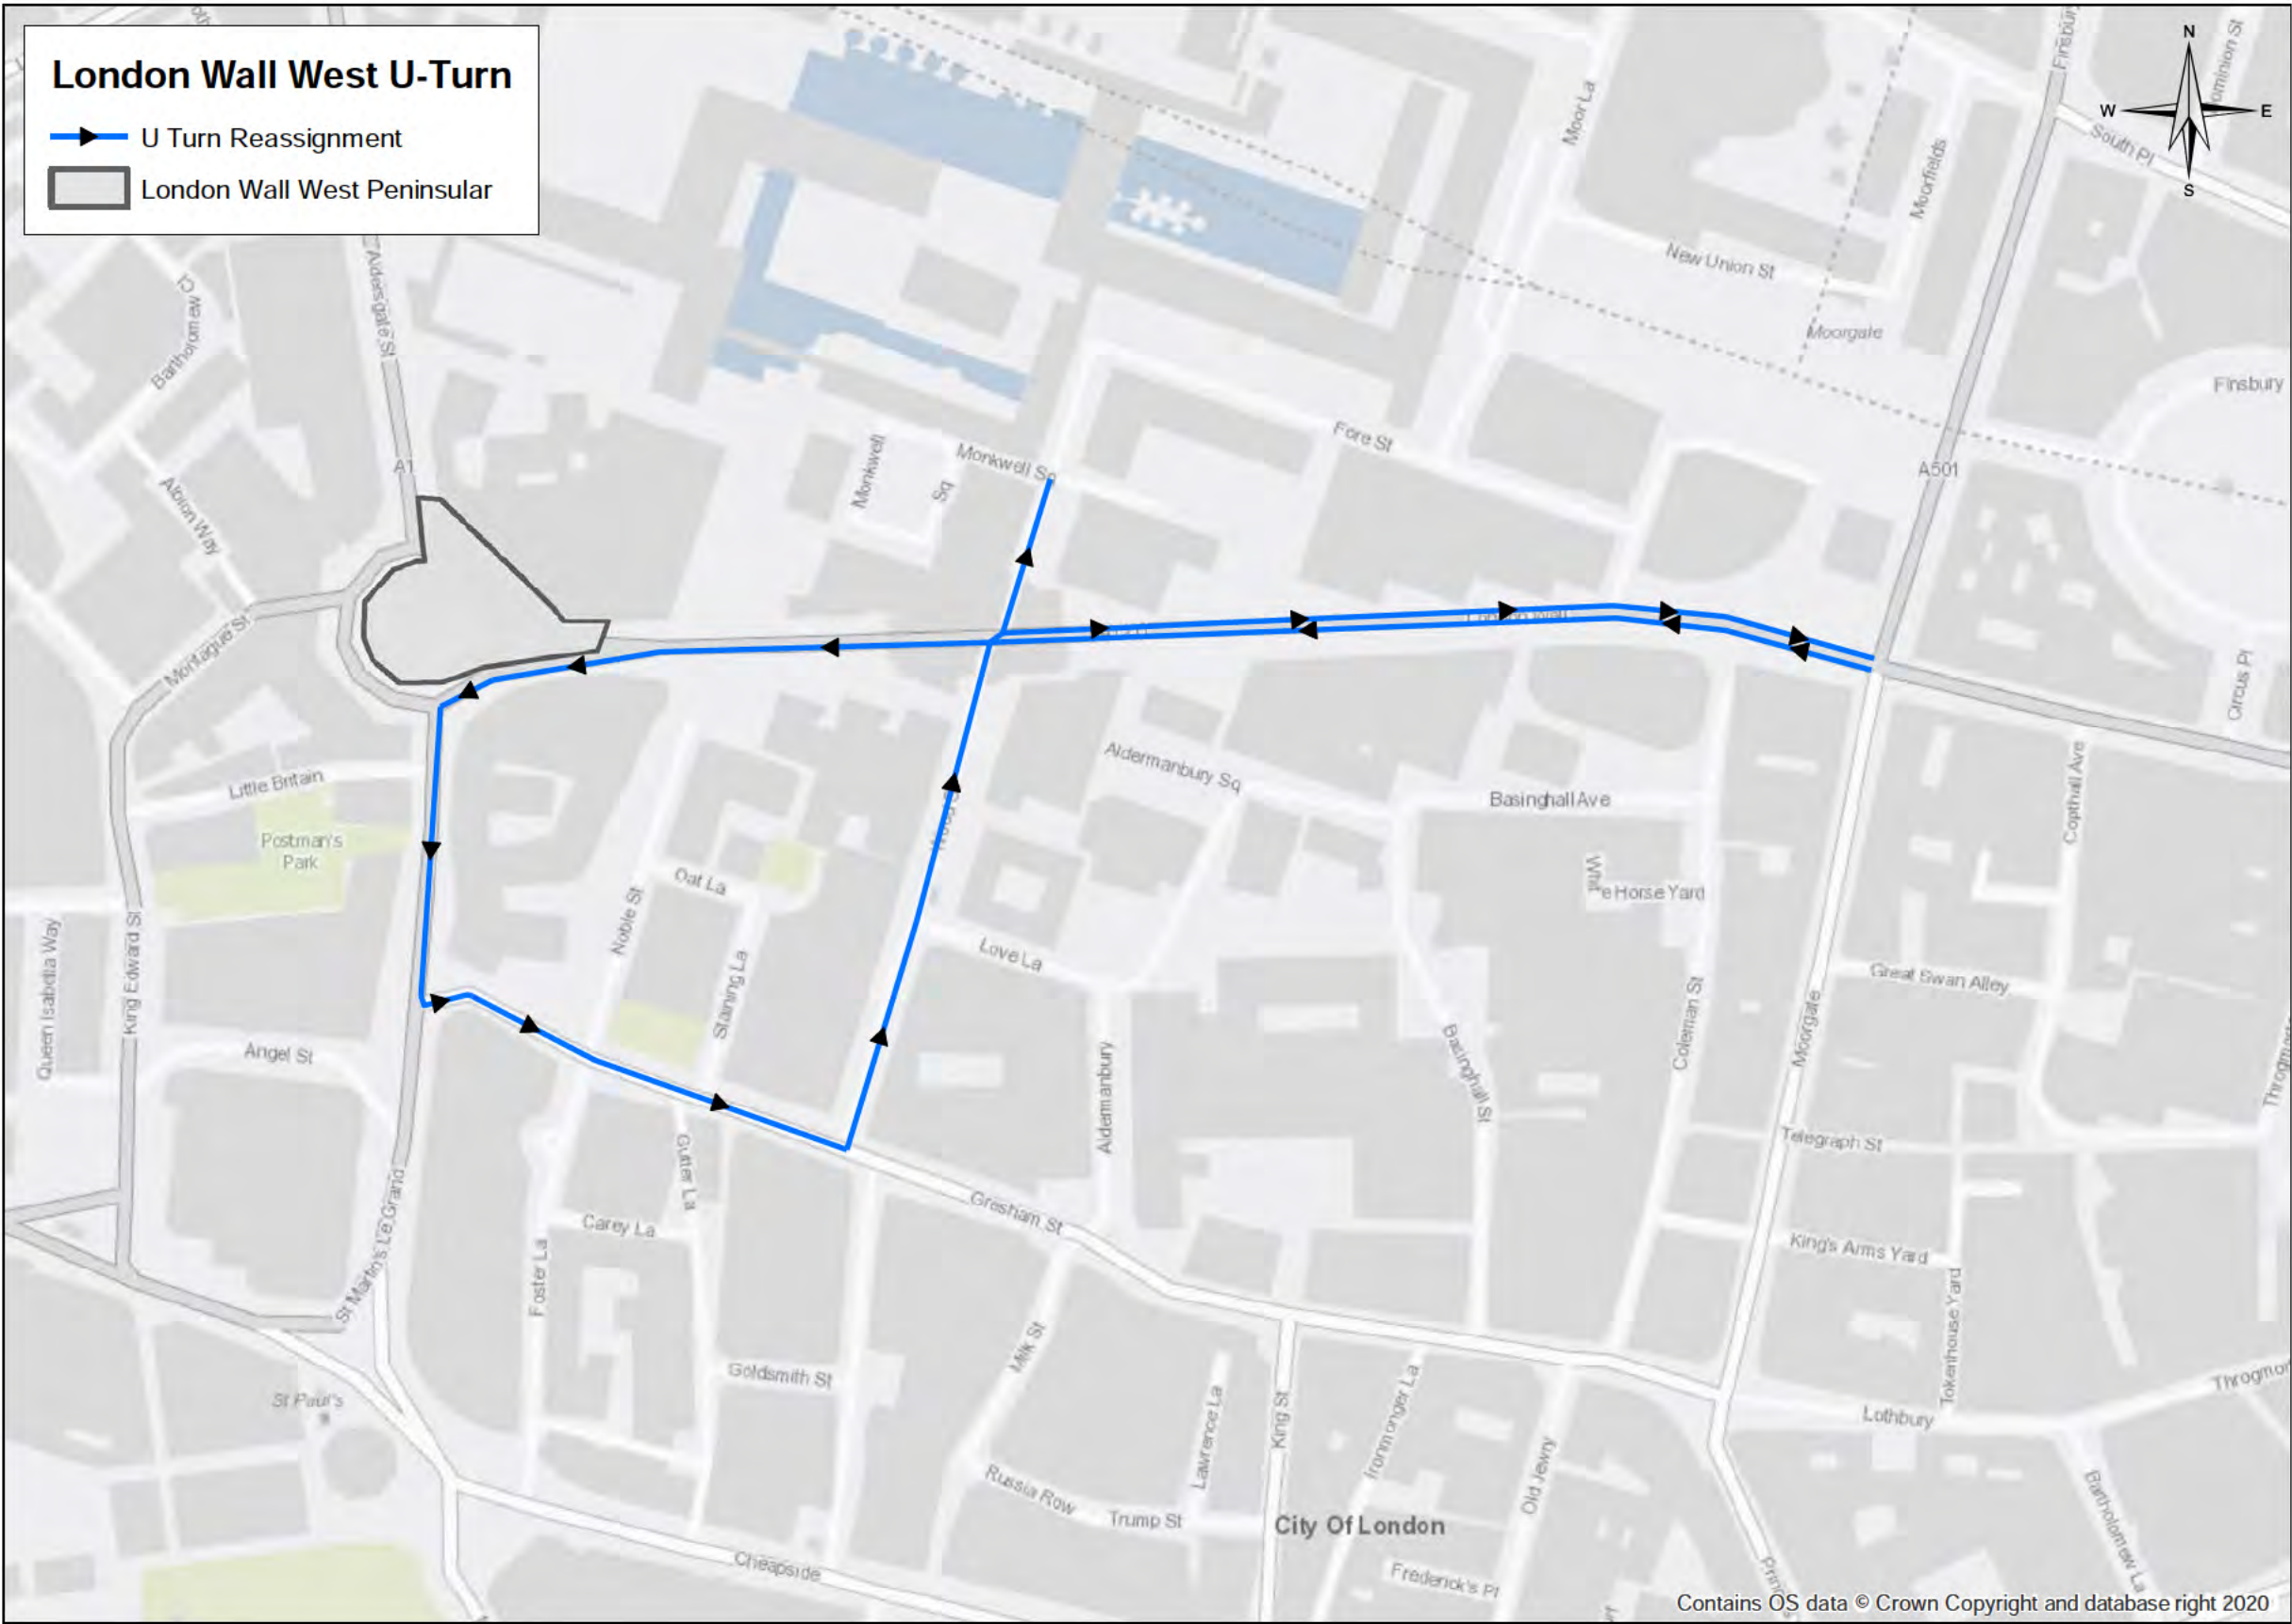 London Wall West U-Turn
U Turn Reassignment
London Wall West Peninsular
N
W
E
S
South Pl
Moor La
Moorfields
New Union St
Moorgate
Finsbury
Aldersgate St
A1
Albion Way
Montague St
Monkwell
Sq
Monkwell Sq
Fore St
A501
Circus Pl
Little Britain
Postman's
Park
Aldermanbury Sq
Basinghall Ave
Copthall Ave
Oat La
Noble St
Staining La
Love La
Whit
e Horse Yard
Great Swan Alley
Queen Isabella Way
King Edward St
Angel St
Aldermanbury
Basinghall St
Coleman St
Moorgate
Telegraph St
Gutter La
Carey La
Foster La
St Martin's Le Grand
Gresham St
King's Arms Yard
Tokenhouse Yard
Milk St
Goldsmith St
St Paul's
Lawrence La
King St
Ironmonger La
Old Jewry
Lothbury
Bartholomew La
Russia Row
Trump St
City Of London
Frederick's Pl
Cheapside
Contains OS data © Crown Copyright and database right 2020